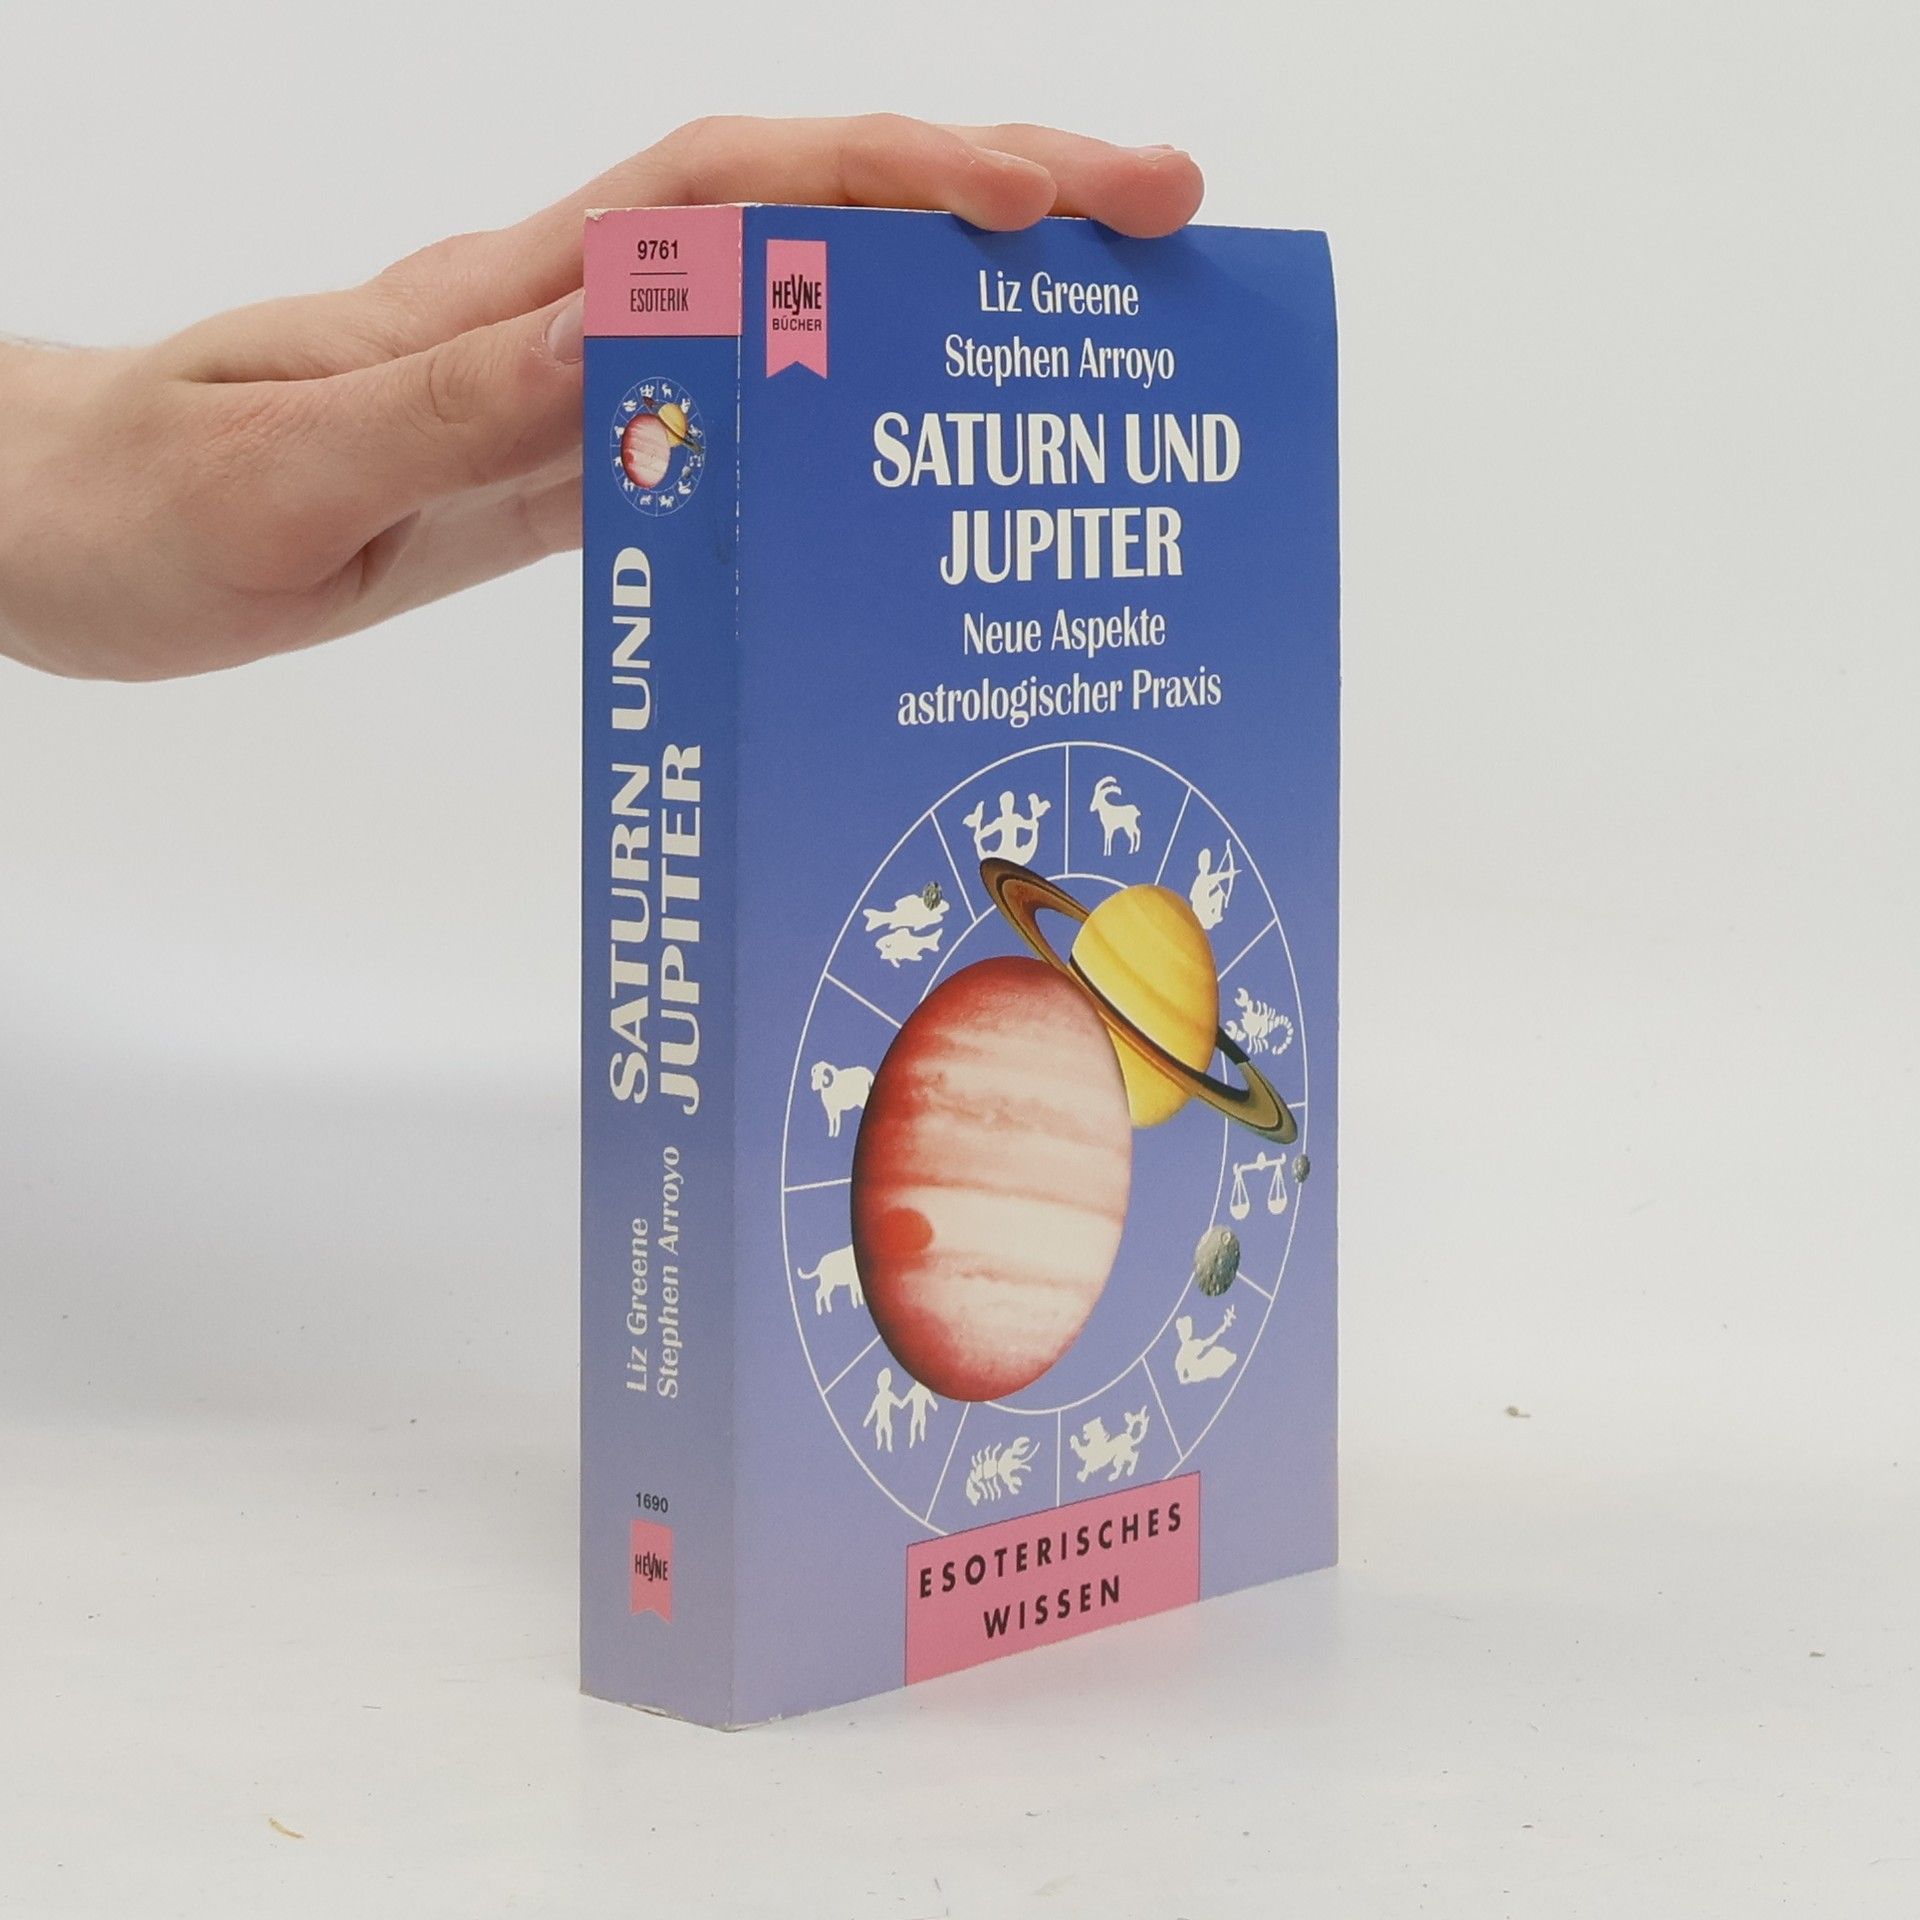 9761
ESOTERIK
SATURN UND
JUPITER
Liz Greene
Stephen Arroyo
1690
HEYNE
HEYNE
BÜCHER
Liz Greene
Stephen Arroyo
SATURN UND
JUPITER
Neue Aspekte
astrologischer Praxis
ESOTERISCHES
WISSEN